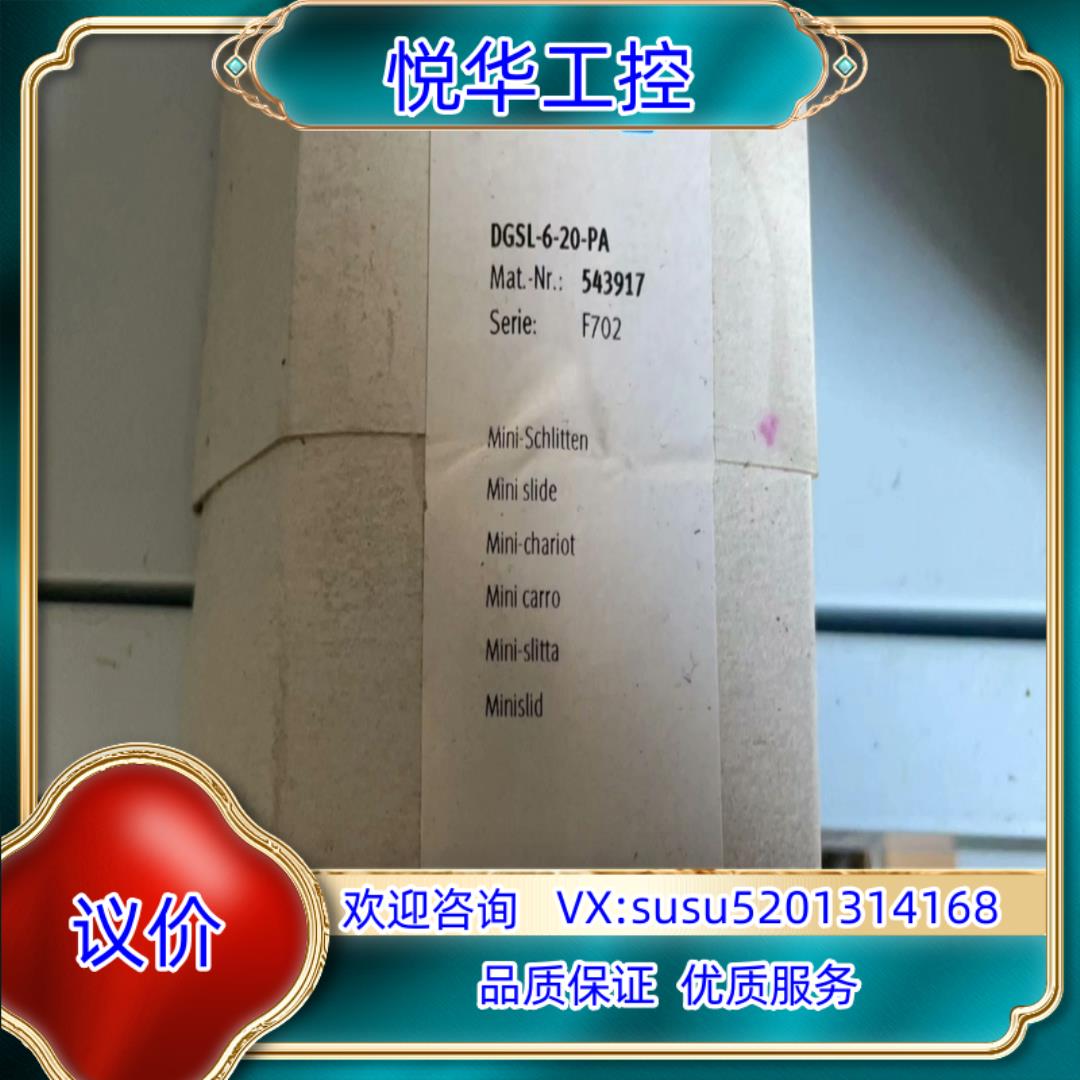 悦华工控
DGSL-6-20-PA
Mat.-Nr.: 543917
Serie: F702
Mini-Schlitten
Mini slide
Mini-chariot
Mini carro
Mini-slitta
Minislid
议价
欢迎咨询 VX:susu5201314168
品质保证 优质服务